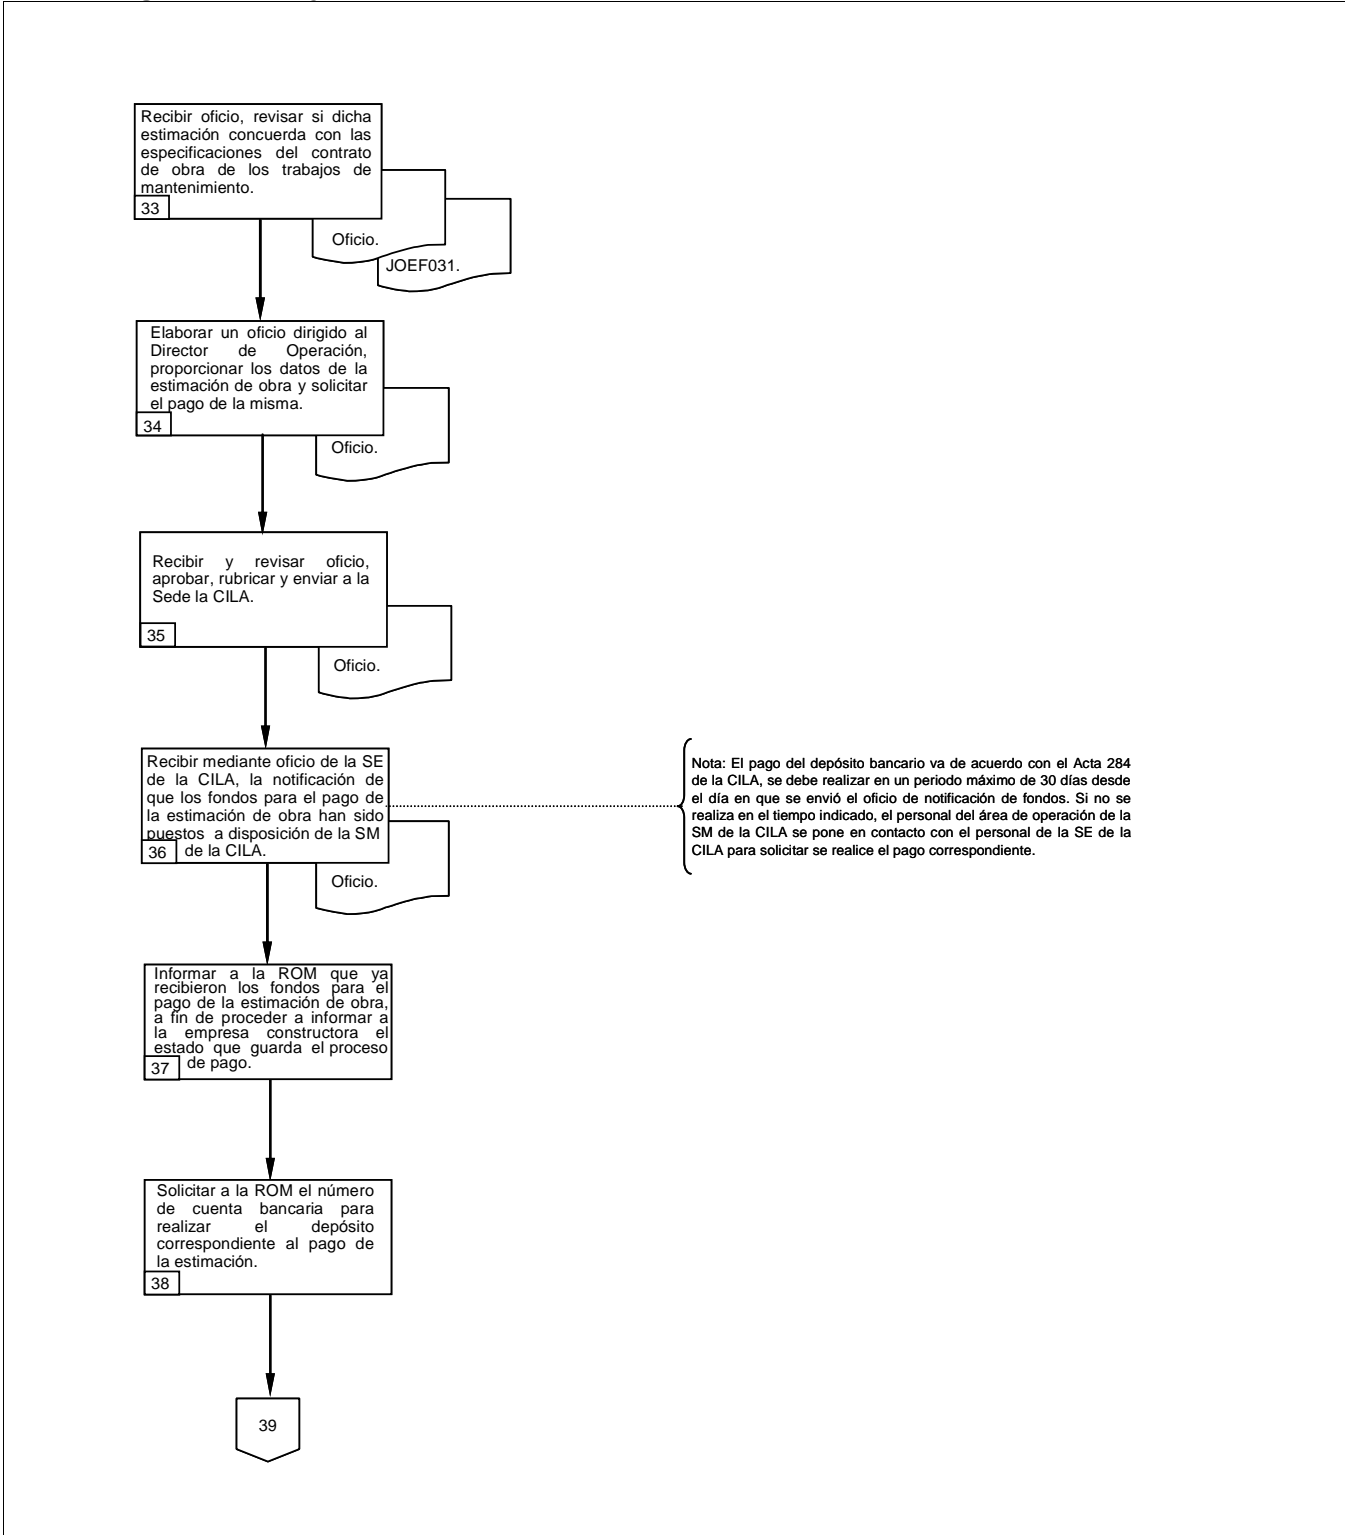 Recibir oficio, revisar si dicha
estimación concuerda con las
especificaciones del contrato
de obra de los trabajos de
mantenimiento.
33
Oficio.
JOEF031.
Elaborar un oficio dirigido al
Director de Operación,
proporcionar los datos de la
estimación de obra y solicitar
el pago de la misma.
34
Oficio.
Recibir y revisar oficio,
aprobar, rubricar y enviar a la
Sede la CILA.
35
Oficio.
Recibir mediante oficio de la SE
de la CILA, la notificación de
que los fondos para el pago de
la estimación de obra han sido
puestos a disposición de la SM
de la CILA.
36
Oficio.
Nota: El pago del depósito bancario va de acuerdo con el Acta 284
de la CILA, se debe realizar en un periodo máximo de 30 días desde
el día en que se envió el oficio de notificación de fondos. Si no se
realiza en el tiempo indicado, el personal del área de operación de la
SM de la CILA se pone en contacto con el personal de la SE de la
CILA para solicitar se realice el pago correspondiente.
Informar a la ROM que ya
recibieron los fondos para el
pago de la estimación de obra,
a fin de proceder a informar a
la empresa constructora el
estado que guarda el proceso
de pago.
37
Solicitar a la ROM el número
de cuenta bancaria para
realizar el depósito
correspondiente al pago de
la estimación.
38
39